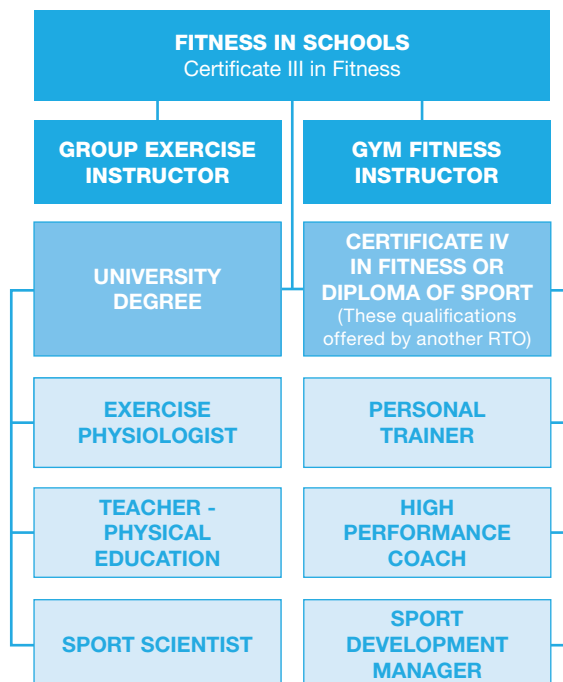 FITNESS IN SCHOOLS
Certificate III in Fitness
GROUP EXERCISE
INSTRUCTOR
GYM FITNESS
INSTRUCTOR
UNIVERSITY
DEGREE
CERTIFICATE IV
IN FITNESS OR
DIPLOMA OF SPORT
(These qualifications
offered by another RTO)
EXERCISE
PHYSIOLOGIST
PERSONAL
TRAINER
TEACHER -
PHYSICAL
EDUCATION
HIGH
PERFORMANCE
COACH
SPORT SCIENTIST
SPORT
DEVELOPMENT
MANAGER